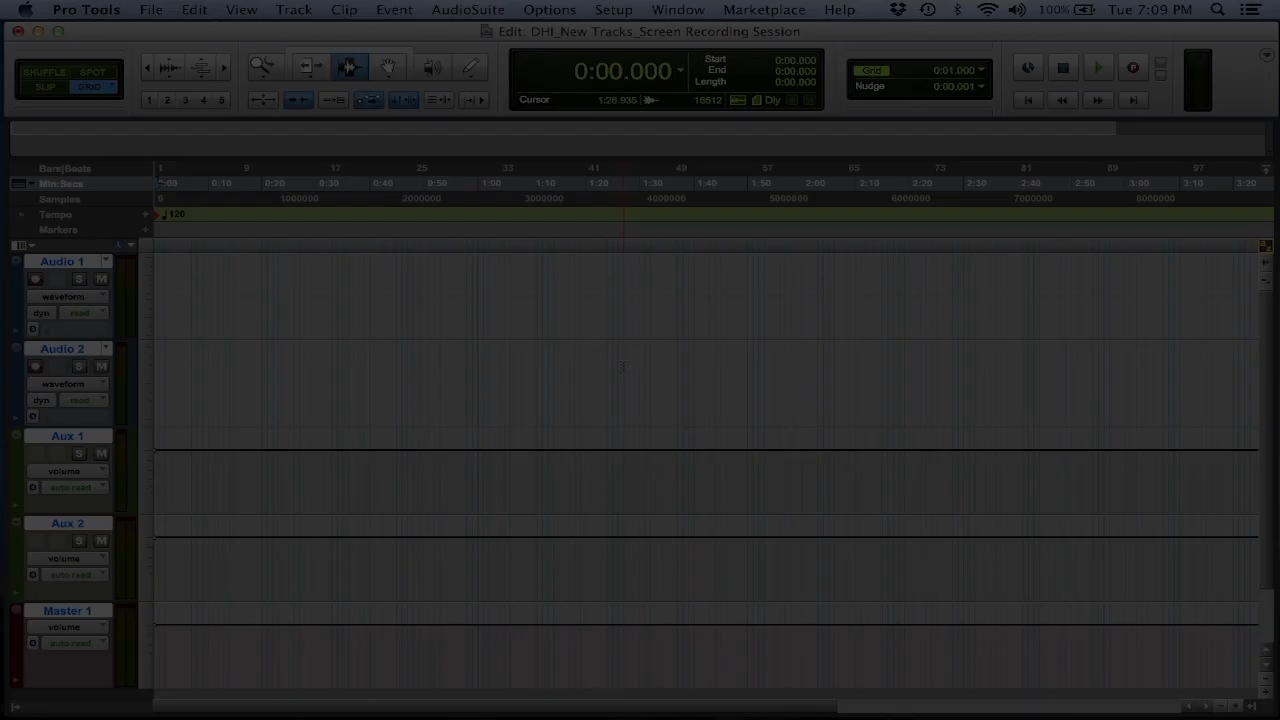 Pro Tools File Edit View Track Clip Event AudioSuite Options Setup Window Marketplace Help 100% Tue 7:09 PM
Edit: DHI_New Tracks_Screen Recording Session
SHUFFLE SPOT
SLIP GRID
1 2 3 4 5
0:00.000
Start 0:00.000
End 0:00.000
Length 0:00.000
Cursor 1:26.935 16512 Dly
Grid 0:01.000
Nudge 0:00.001
Bars|Beats 1 9 17 25 33 41 49 57 65 73 81 89 97
Min:Secs 0:00 0:10 0:20 0:30 0:40 0:50 1:00 1:10 1:20 1:30 1:40 1:50 2:00 2:10 2:20 2:30 2:40 2:50 3:00 3:10 3:20
Samples 0 1000000 2000000 3000000 4000000 5000000 6000000 7000000 8000000
Tempo 120
Markers
Audio 1
S M
waveform
dyn read
Audio 2
S M
waveform
dyn read
Aux 1
S M
volume
auto read
Aux 2
S M
volume
auto read
Master 1
volume
auto read